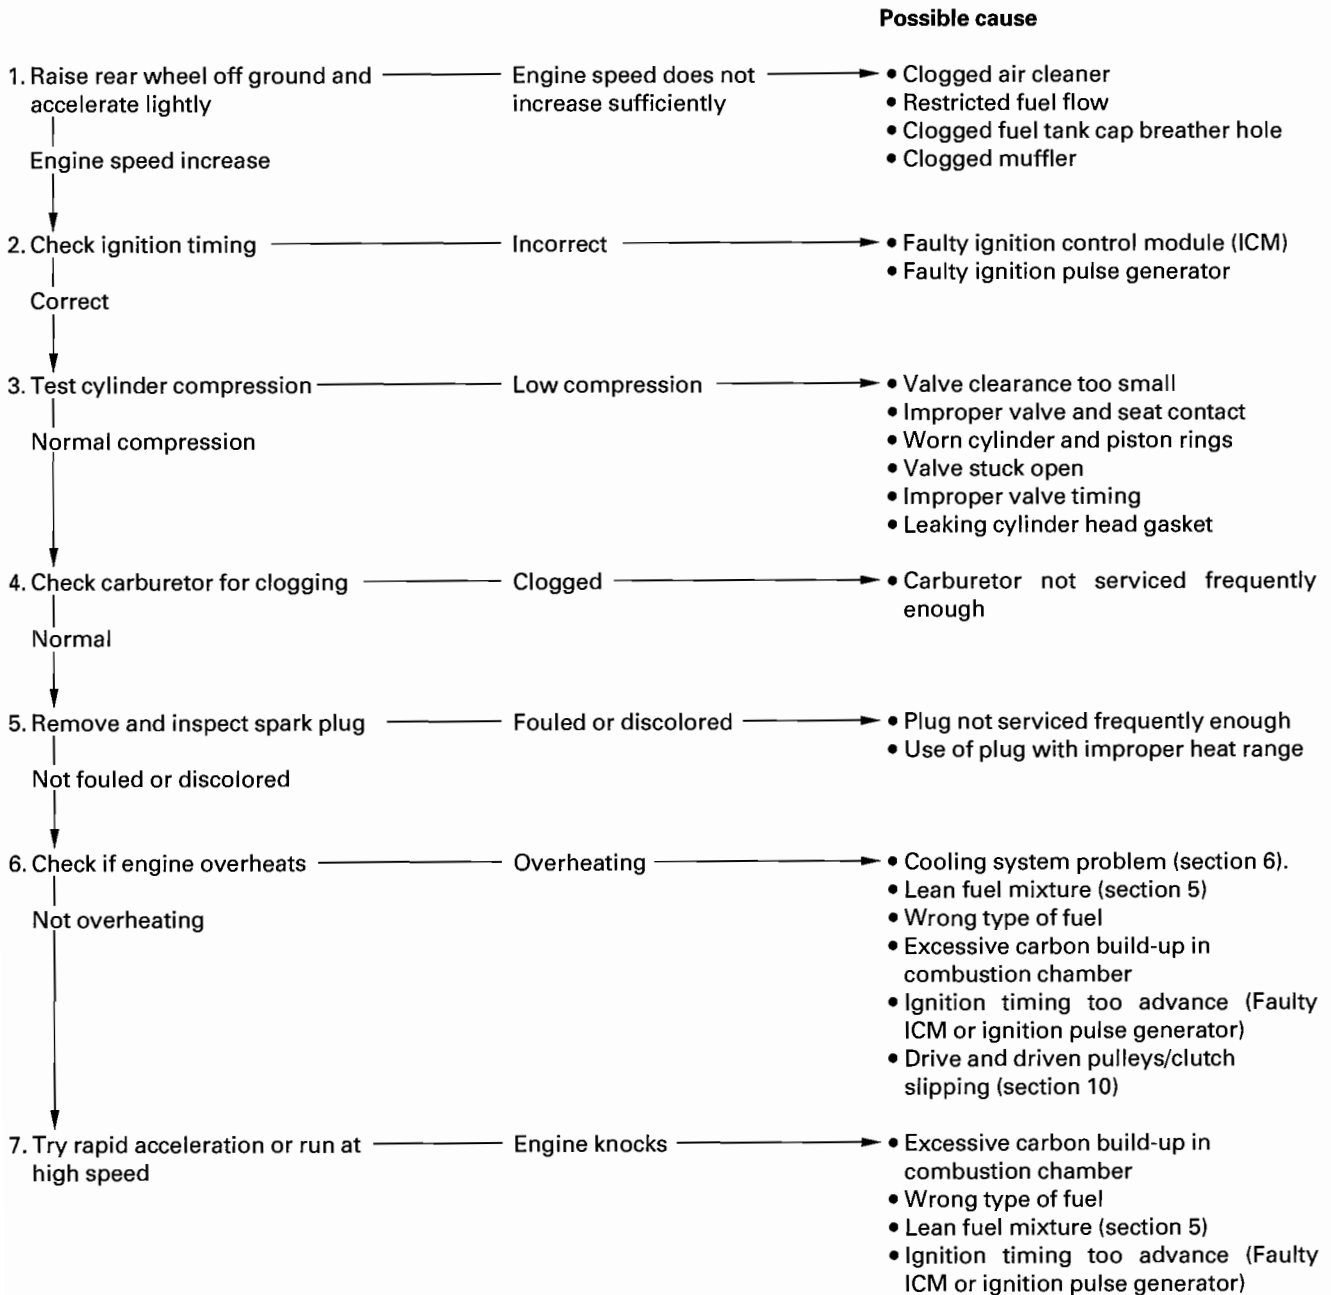 Possible cause
1. Raise rear wheel off ground and accelerate lightly
Engine speed does not increase sufficiently
• Clogged air cleaner
• Restricted fuel flow
• Clogged fuel tank cap breather hole
• Clogged muffler
Engine speed increase
2. Check ignition timing
Incorrect
• Faulty ignition control module (ICM)
• Faulty ignition pulse generator
Correct
3. Test cylinder compression
Low compression
• Valve clearance too small
• Improper valve and seat contact
• Worn cylinder and piston rings
• Valve stuck open
• Improper valve timing
• Leaking cylinder head gasket
Normal compression
4. Check carburetor for clogging
Clogged
• Carburetor not serviced frequently
enough
Normal
5. Remove and inspect spark plug
Fouled or discolored
• Plug not serviced frequently enough
• Use of plug with improper heat range
Not fouled or discolored
6. Check if engine overheats
Overheating
• Cooling system problem (section 6).
• Lean fuel mixture (section 5)
• Wrong type of fuel
• Excessive carbon build-up in
combustion chamber
• Ignition timing too advance (Faulty
ICM or ignition pulse generator)
• Drive and driven pulleys/clutch
slipping (section 10)
Not overheating
7. Try rapid acceleration or run at
high speed
Engine knocks
• Excessive carbon build-up in
combustion chamber
• Wrong type of fuel
• Lean fuel mixture (section 5)
• Ignition timing too advance (Faulty
ICM or ignition pulse generator)